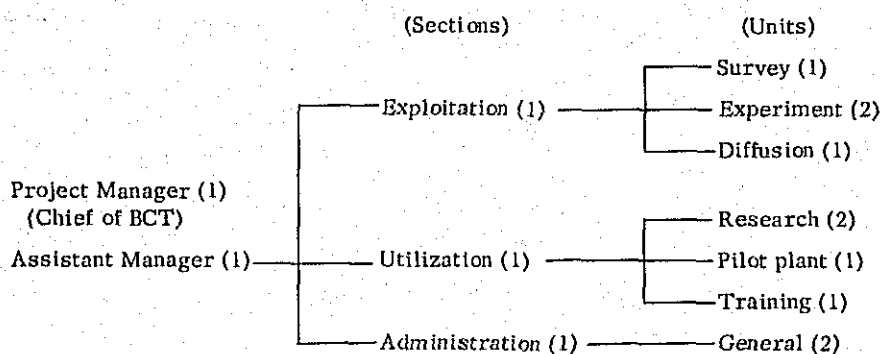 (Sections) (Units)
Survey (1)
Exploitation (1) Experiment (2)
Diffusion (1)
Project Manager (1)
(Chief of BCT)
Research (2)
Assistant Manager (1) Utilization (1) Pilot plant (1)
Training (1)
Administration (1) General (2)